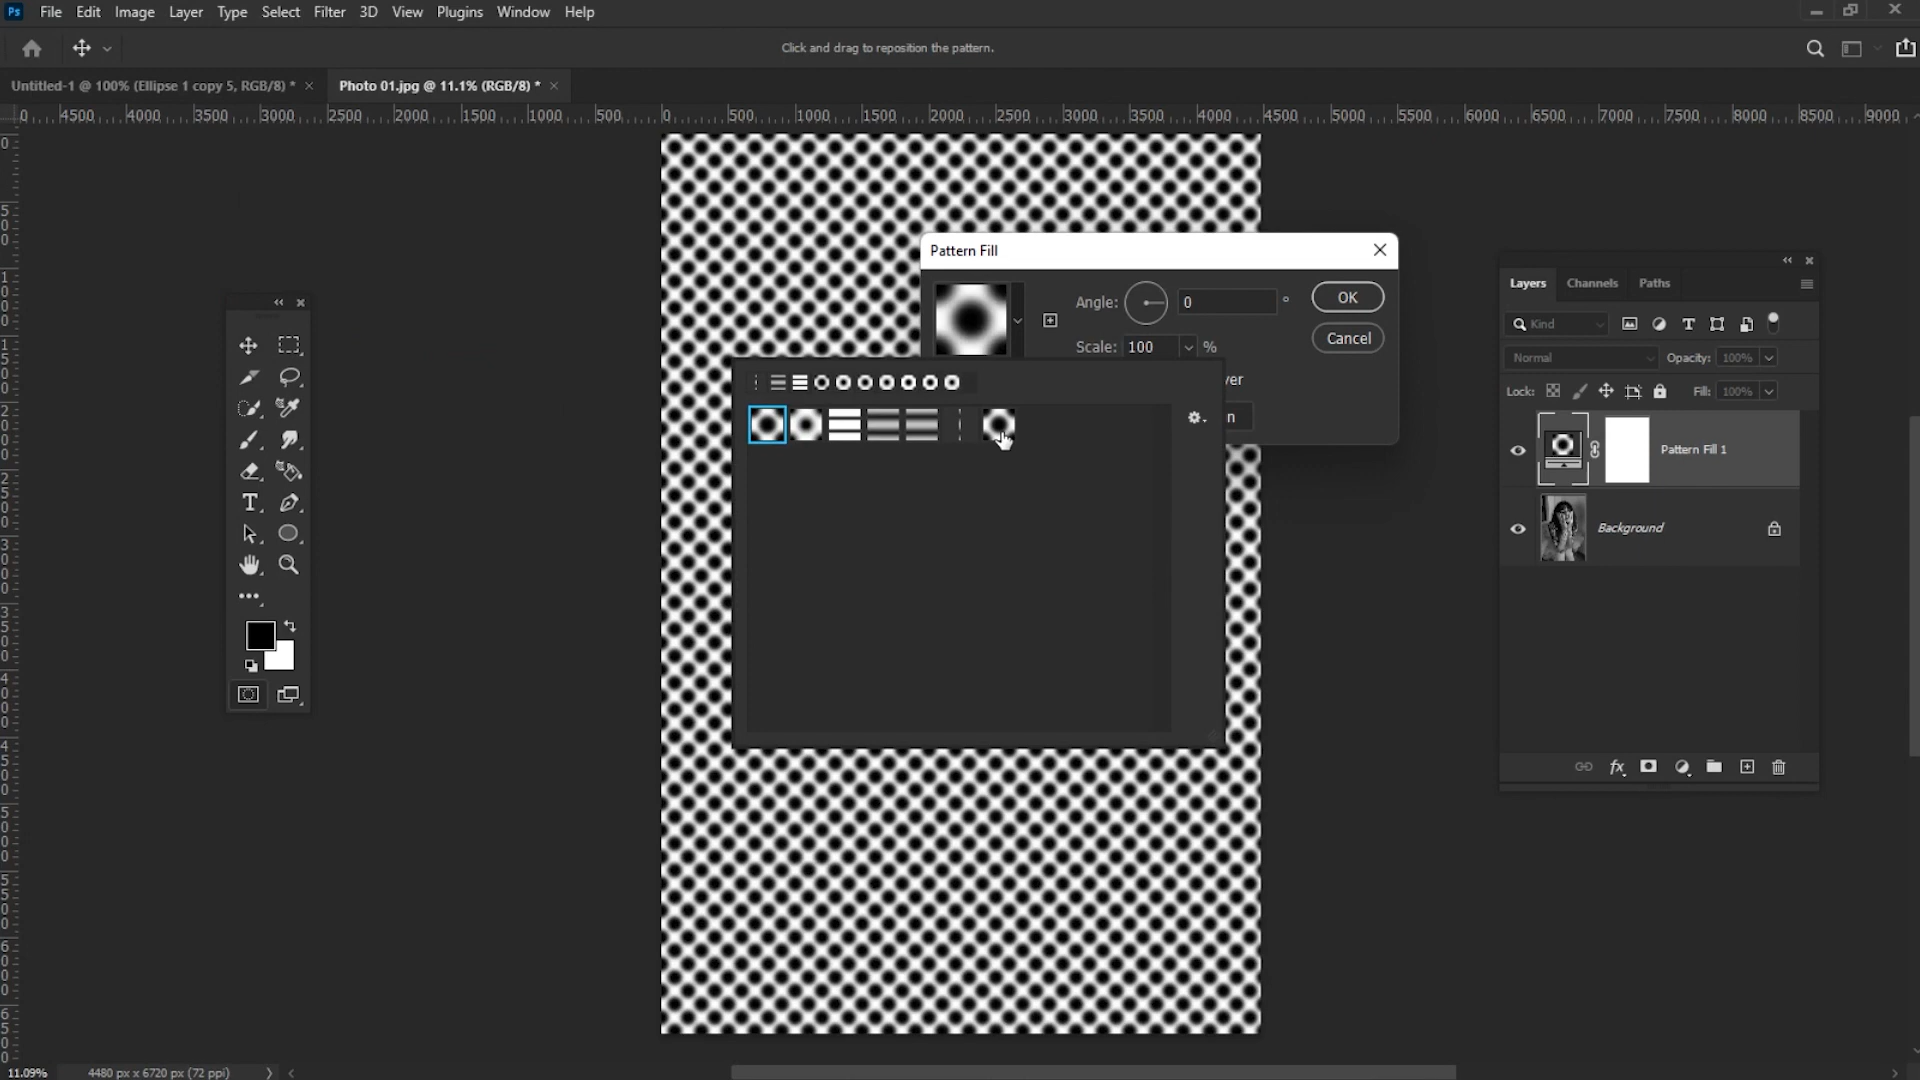 Ps File Edit Image Layer Type Select Filter 3D View Plugins Window Help
Click and drag to reposition the pattern.
Untitled-1 @ 100% (Ellipse 1 copy 5, RGB/8) *
Photo 01.jpg @ 11.1% (RGB/8) *
0 4500 4000 3500 3000 2500 2000 1500 1000 500 0 500 1000 1500 2000 2500 3000 3500 4000 4500 5000 5500 6000 6500 7000 7500 8000 8500 9000
Pattern Fill
Angle: 0 °
OK
Scale: 100 %
Cancel
ver
n
Layers Channels Paths
Kind
Normal Opacity: 100%
Lock: Fill: 100%
Pattern Fill 1
Background
11.09% 4480 px x 6720 px (72 ppi)